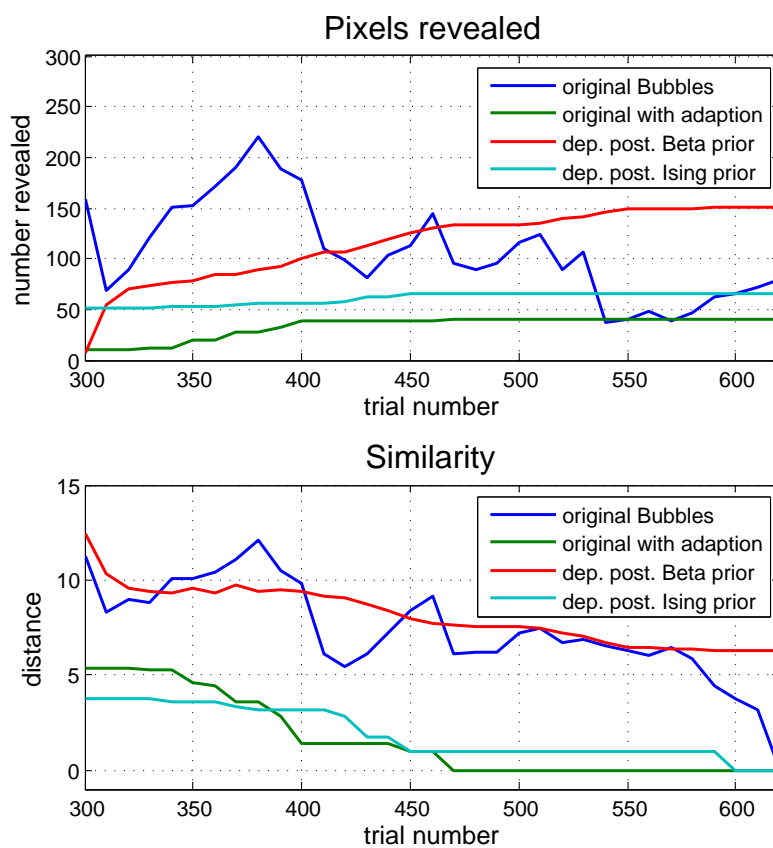 Pixels revealed
300
250
200
150
100
50
0
number revealed
original Bubbles
original with adaption
dep. post. Beta prior
dep. post. Ising prior
300 350 400 450 500 550 600
trial number
Similarity
15
10
5
0
distance
original Bubbles
original with adaption
dep. post. Beta prior
dep. post. Ising prior
300 350 400 450 500 550 600
trial number